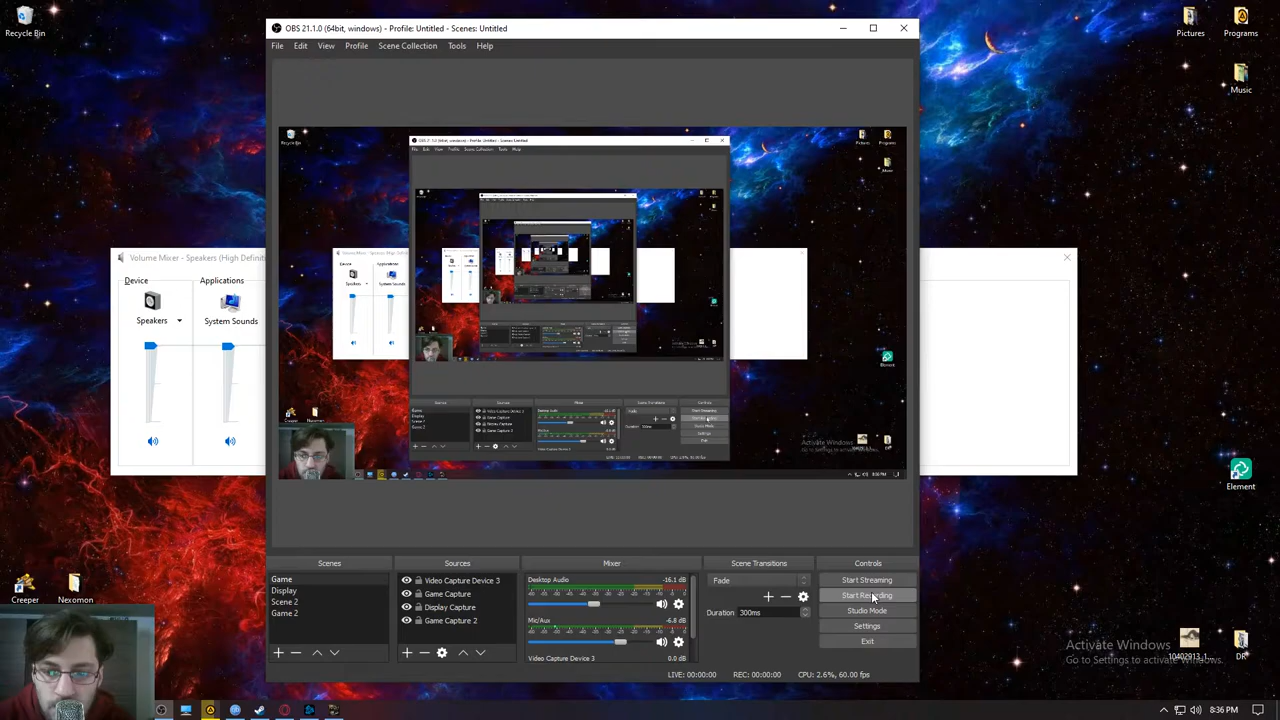 Recycle Bin
Pictures
Programs
Music
OBS 21.1.0 (64bit, windows) - Profile: Untitled - Scenes: Untitled
File Edit View Profile Scene Collection Tools Help
Volume Mixer - Speakers (High Definit
Device
Applications
Speakers
System Sounds
Element
Creeper
Nexomon
Scenes
Sources
Mixer
Scene Transitions
Controls
Game
Display
Scene 2
Game 2
Video Capture Device 3
Game Capture
Display Capture
Game Capture 2
Desktop Audio -16.1 dB
Mic/Aux -6.8 dB
Video Capture Device 3 0.0 dB
Fade
Duration 300ms
Start Streaming
Start Recording
Studio Mode
Settings
Exit
LIVE: 00:00:00 REC: 00:00:00 CPU: 2.6%, 60.00 fps
Activate Windows
Go to Settings to activate Windows.
DR
8:36 PM